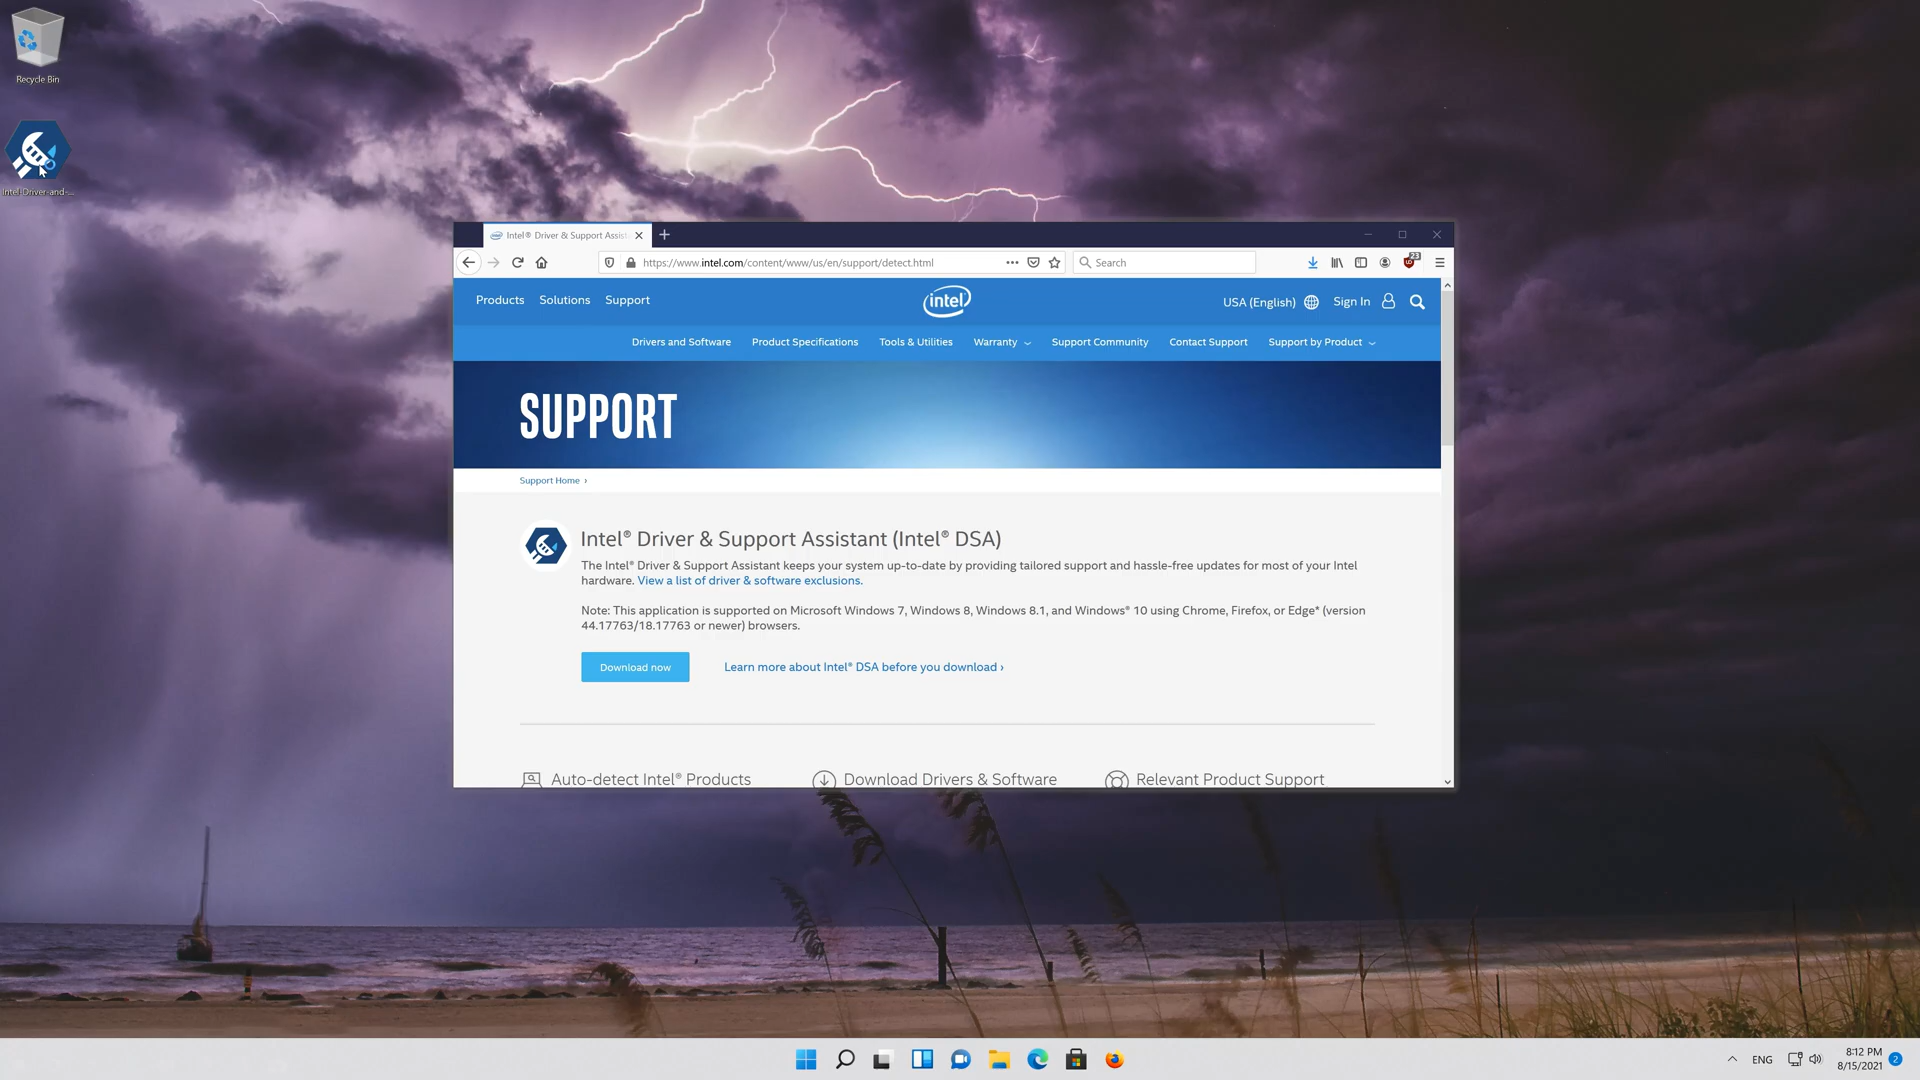 Recycle Bin
Intel-Driver-and-...
Intel® Driver & Support Assist
https://www.intel.com/content/www/us/en/support/detect.html
Search
23
Products Solutions Support
intel
USA (English) Sign In
Drivers and Software Product Specifications Tools & Utilities Warranty Support Community Contact Support Support by Product
SUPPORT
Support Home ›
Intel® Driver & Support Assistant (Intel® DSA)
The Intel® Driver & Support Assistant keeps your system up-to-date by providing tailored support and hassle-free updates for most of your Intel
hardware. View a list of driver & software exclusions.
Note: This application is supported on Microsoft Windows 7, Windows 8, Windows 8.1, and Windows® 10 using Chrome, Firefox, or Edge* (version
44.17763/18.17763 or newer) browsers.
Download now
Learn more about Intel® DSA before you download ›
Auto-detect Intel® Products
Download Drivers & Software
Relevant Product Support
ENG
8:12 PM
8/15/2021
2